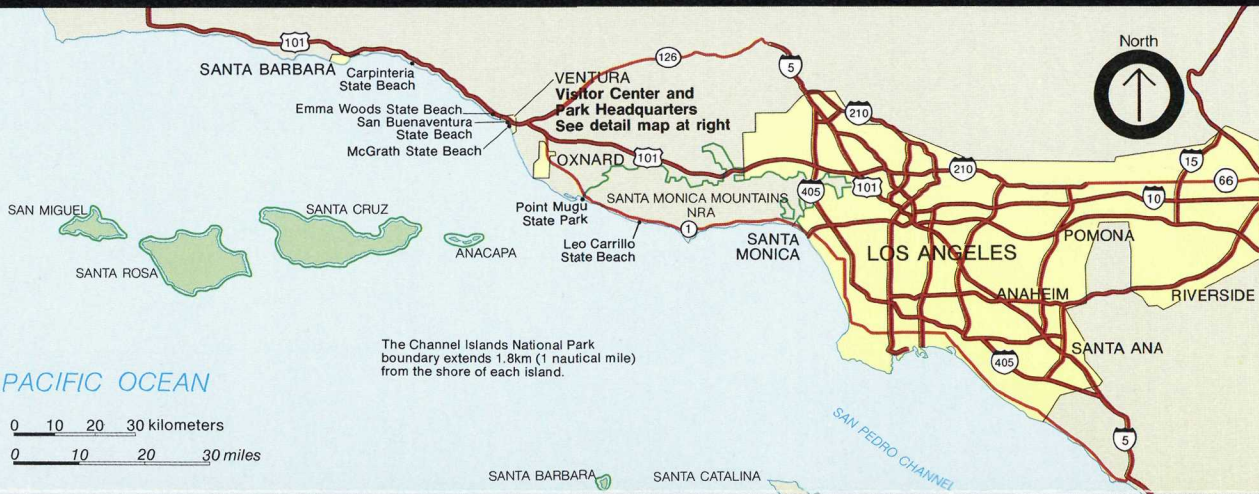 North
101
126
5
SANTA BARBARA
Carpinteria
State Beach
VENTURA
Visitor Center and
Park Headquarters
See detail map at right
Emma Woods State Beach
San Buenaventura
State Beach
McGrath State Beach
OXNARD
101
210
210
15
66
10
405
101
SANTA MONICA MOUNTAINS
NRA
Point Mugu
State Park
Leo Carrillo
State Beach
1
SANTA
MONICA
LOS ANGELES
POMONA
ANAHEIM
RIVERSIDE
SANTA ANA
405
5
SAN MIGUEL
SANTA ROSA
SANTA CRUZ
ANACAPA
The Channel Islands National Park
boundary extends 1.8km (1 nautical mile)
from the shore of each island.
PACIFIC OCEAN
0 10 20 30 kilometers
0 10 20 30 miles
SAN PEDRO CHANNEL
SANTA BARBARA
SANTA CATALINA